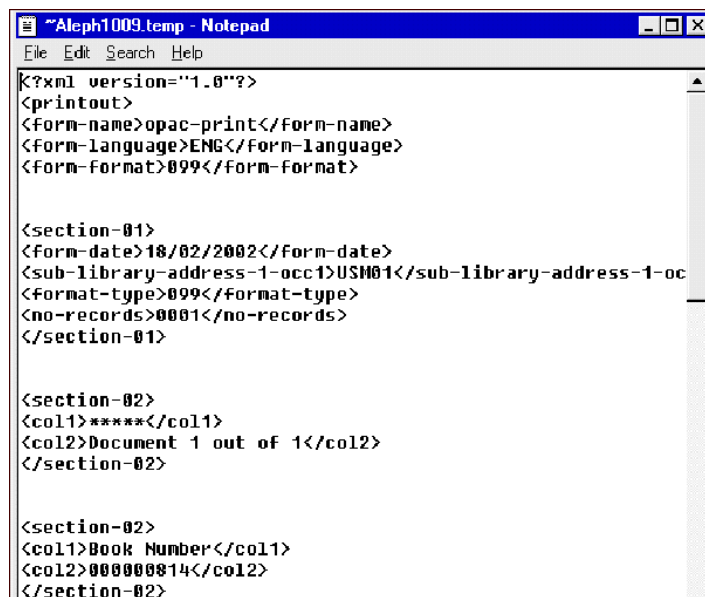 ~Aleph1009.temp - Notepad
File Edit Search Help
<?xml version="1.0"?>
<printout>
<form-name>opac-print</form-name>
<form-language>ENG</form-language>
<form-format>099</form-format>
<section-01>
<form-date>18/02/2002</form-date>
<sub-library-address-1-occ1>USM01</sub-library-address-1-oc
<format-type>099</format-type>
<no-records>0001</no-records>
</section-01>
<section-02>
<col1>*****</col1>
<col2>Document 1 out of 1</col2>
</section-02>
<section-02>
<col1>Book Number</col1>
<col2>000000814</col2>
</section-02>